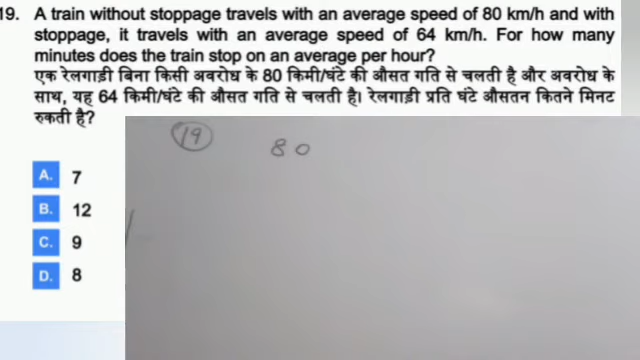 19. A train without stoppage travels with an average speed of 80 km/h and with
stoppage, it travels with an average speed of 64 km/h. For how many
minutes does the train stop on an average per hour?
एक रेलगाड़ी बिना किसी अवरोध के 80 किमी/घंटे की औसत गति से चलती है और अवरोध के
साथ, यह 64 किमी/घंटे की औसत गति से चलती है। रेलगाड़ी प्रति घंटे औसतन कितने मिनट
रुकती है?
19 80
A. 7
B. 12
C. 9
D. 8